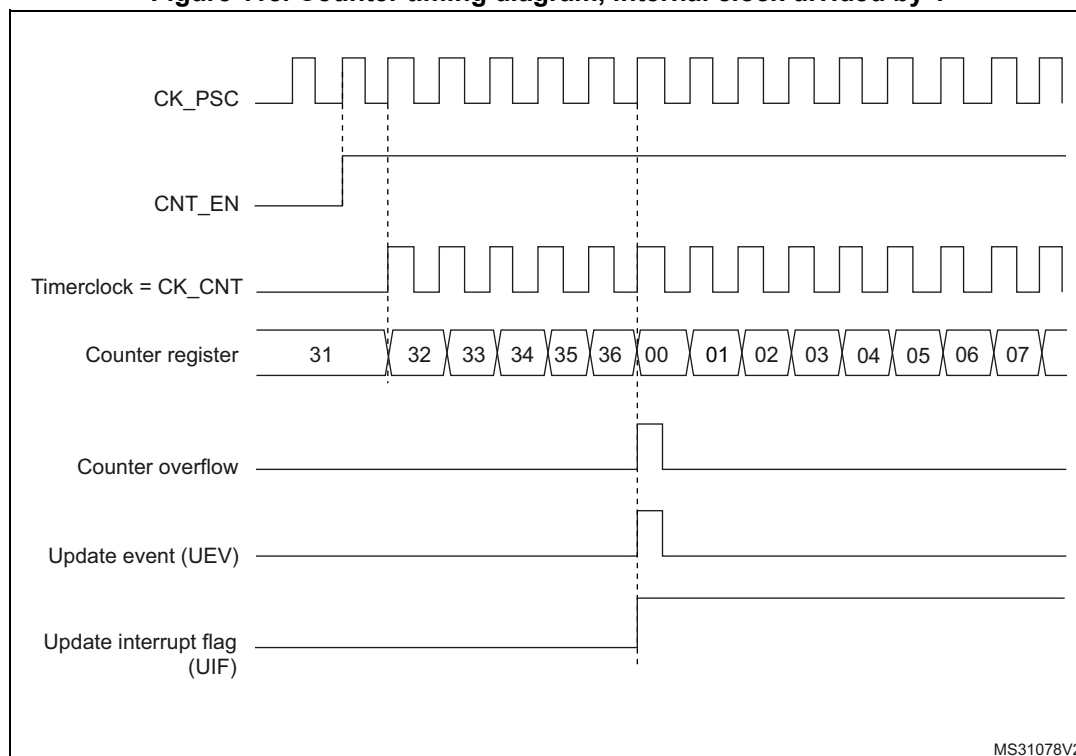 CK_PSC
CNT_EN
Timerclock = CK_CNT
Counter register 31 32 33 34 35 36 00 01 02 03 04 05 06 07
Counter overflow
Update event (UEV)
Update interrupt flag
(UIF)
MS31078V2